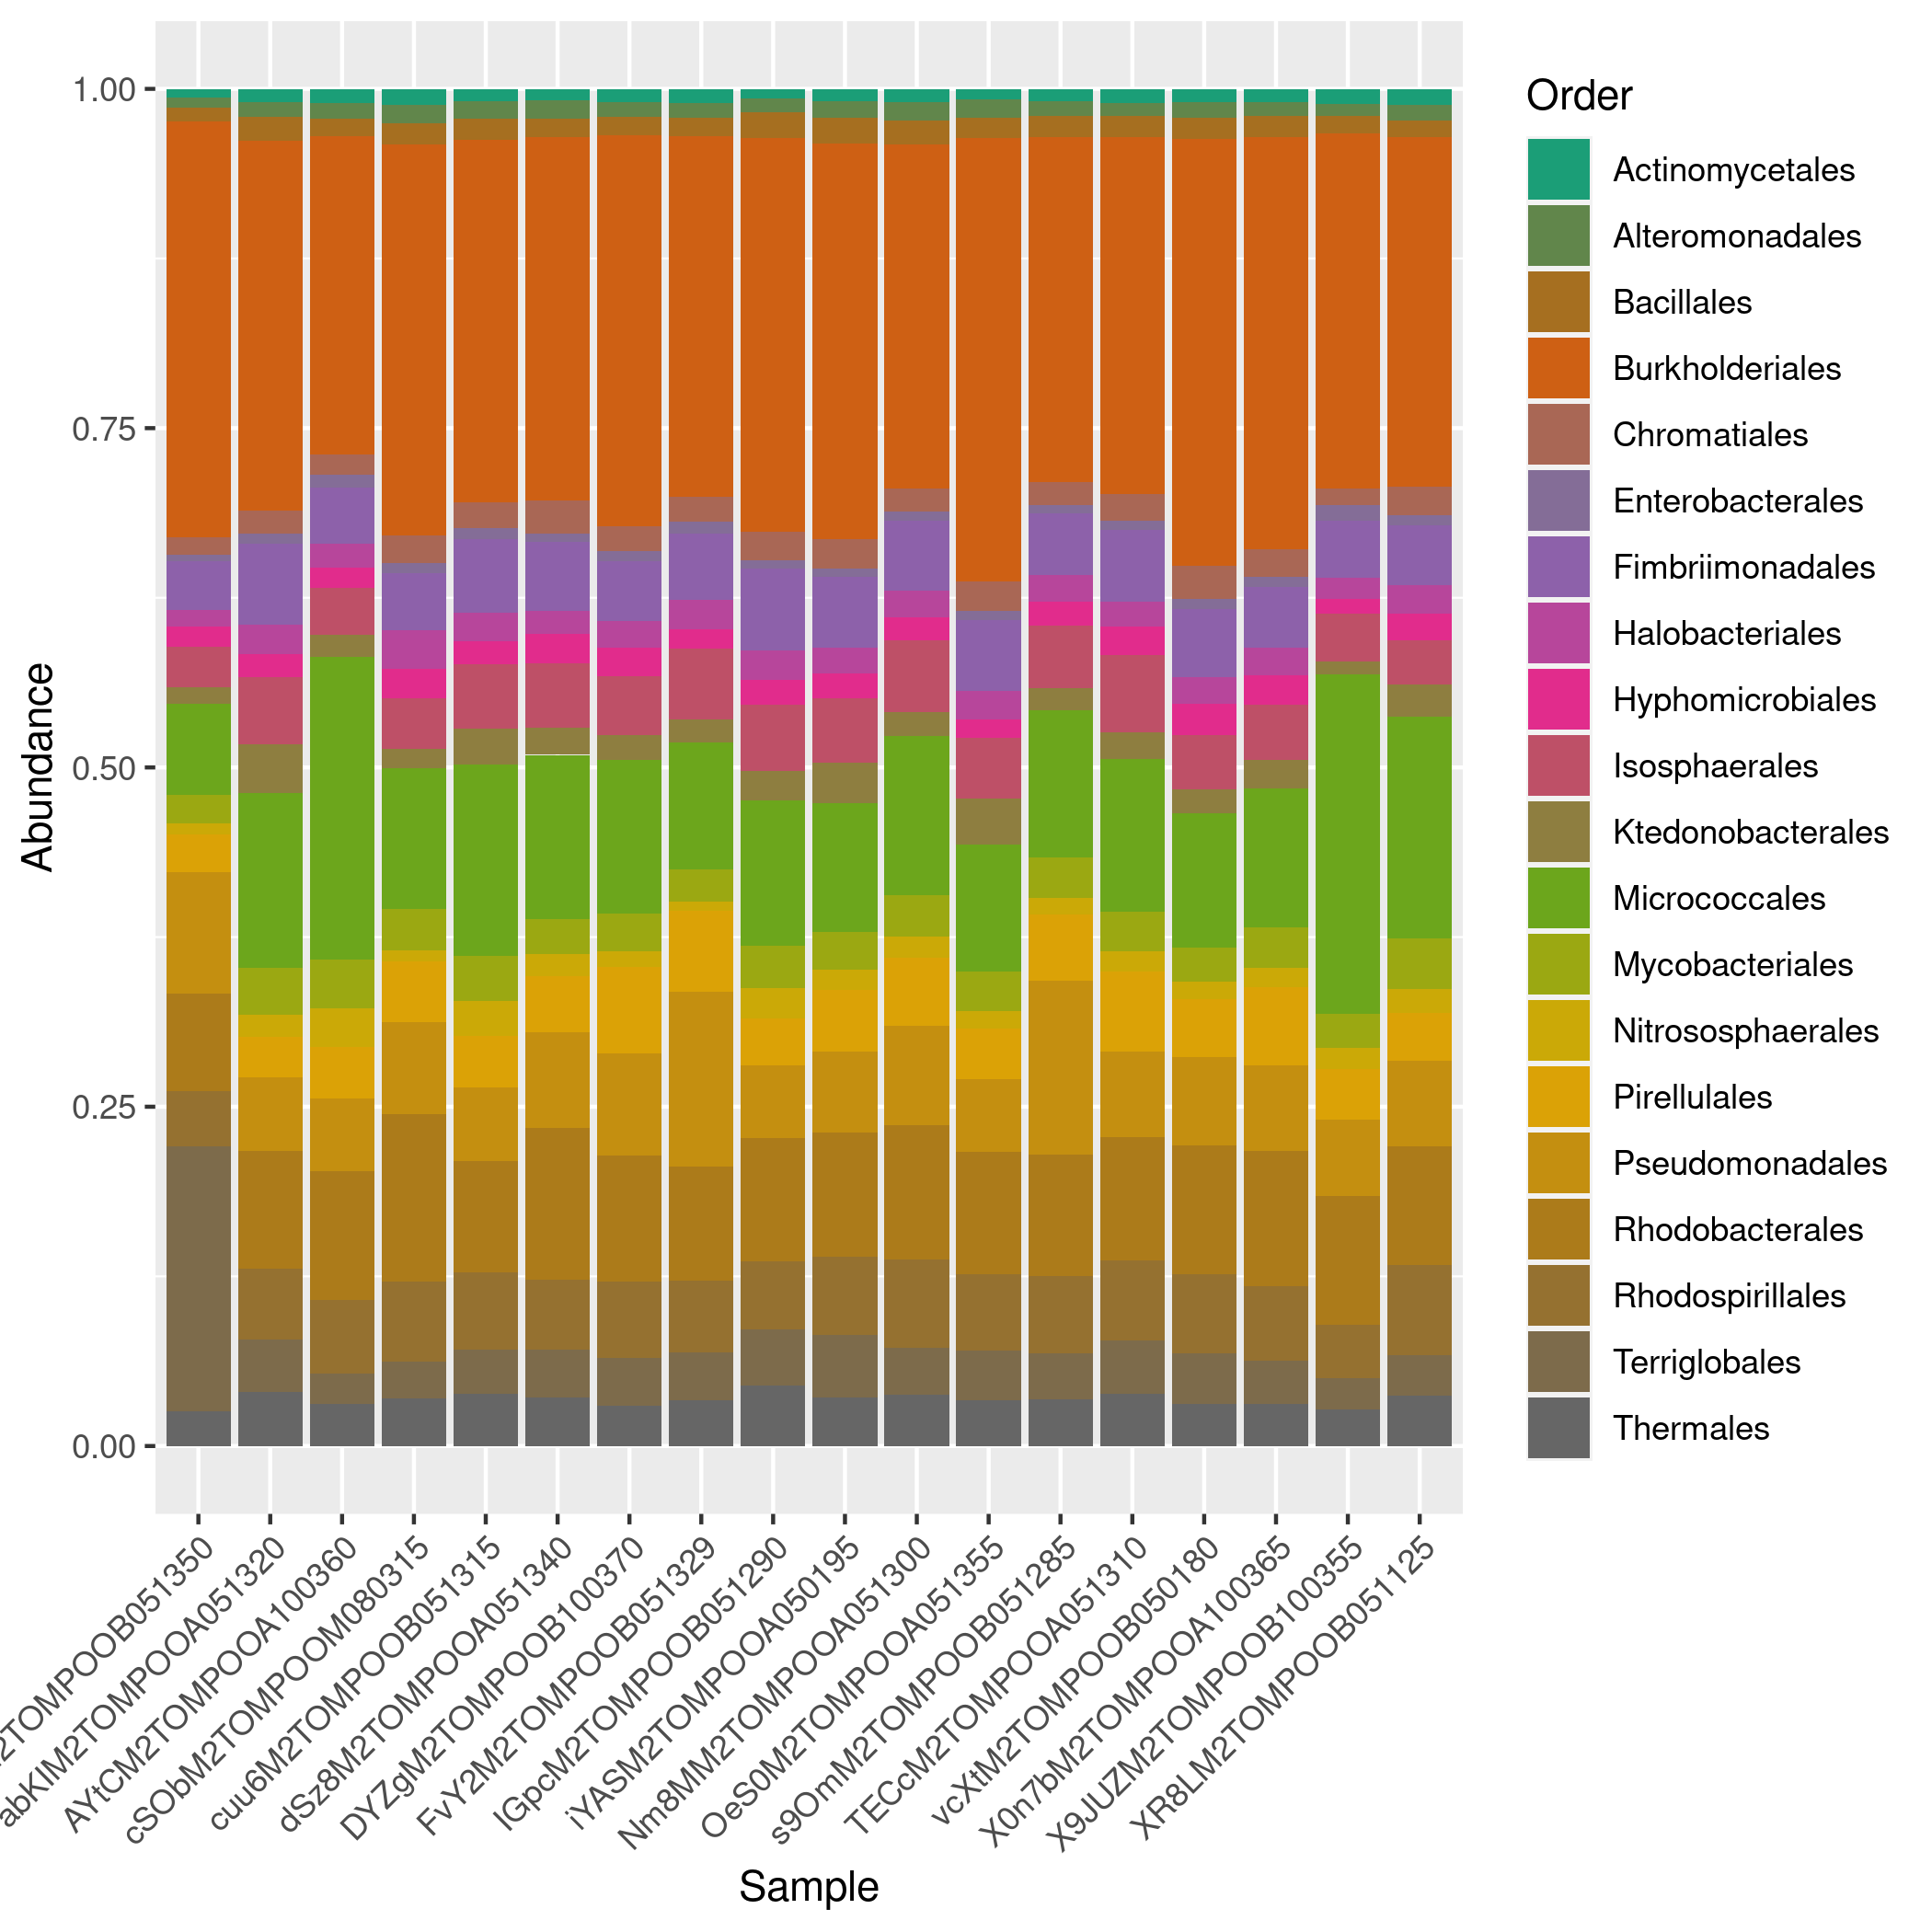 1.00
0.75
0.50
0.25
0.00
Abundance
2TOMPOOB051350
abKIM2TOMPOOA051320
AYtCM2TOMPOOA100360
cSObM2TOMPOOM080315
cuu6M2TOMPOOB051315
dSz8M2TOMPOOA051340
DYZgM2TOMPOOB100370
FvY2M2TOMPOOB051329
IGpcM2TOMPOOB051290
iYASM2TOMPOOA050195
Nm8MM2TOMPOOA051300
OeS0M2TOMPOOA051355
s9OmM2TOMPOOB051285
TECcM2TOMPOOA051310
vcXtM2TOMPOOB050180
X0n7bM2TOMPOOA100365
X9JUZM2TOMPOOB100355
XR8LM2TOMPOOB051125
Sample
Order
Actinomycetales
Alteromonadales
Bacillales
Burkholderiales
Chromatiales
Enterobacterales
Fimbriimonadales
Halobacteriales
Hyphomicrobiales
Isosphaerales
Ktedonobacterales
Micrococcales
Mycobacteriales
Nitrososphaerales
Pirellulales
Pseudomonadales
Rhodobacterales
Rhodospirillales
Terriglobales
Thermales